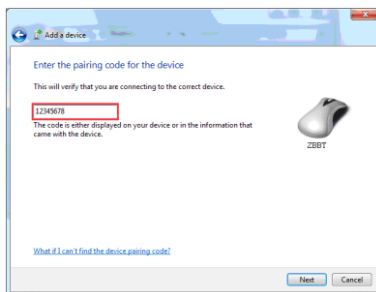 Add a device
Enter the pairing code for the device
This will verify that you are connecting to the correct device.
12345678
The code is either displayed on your device or in the information that
came with the device.
ZBBT
What if I can't find the device pairing code?
Next
Cancel